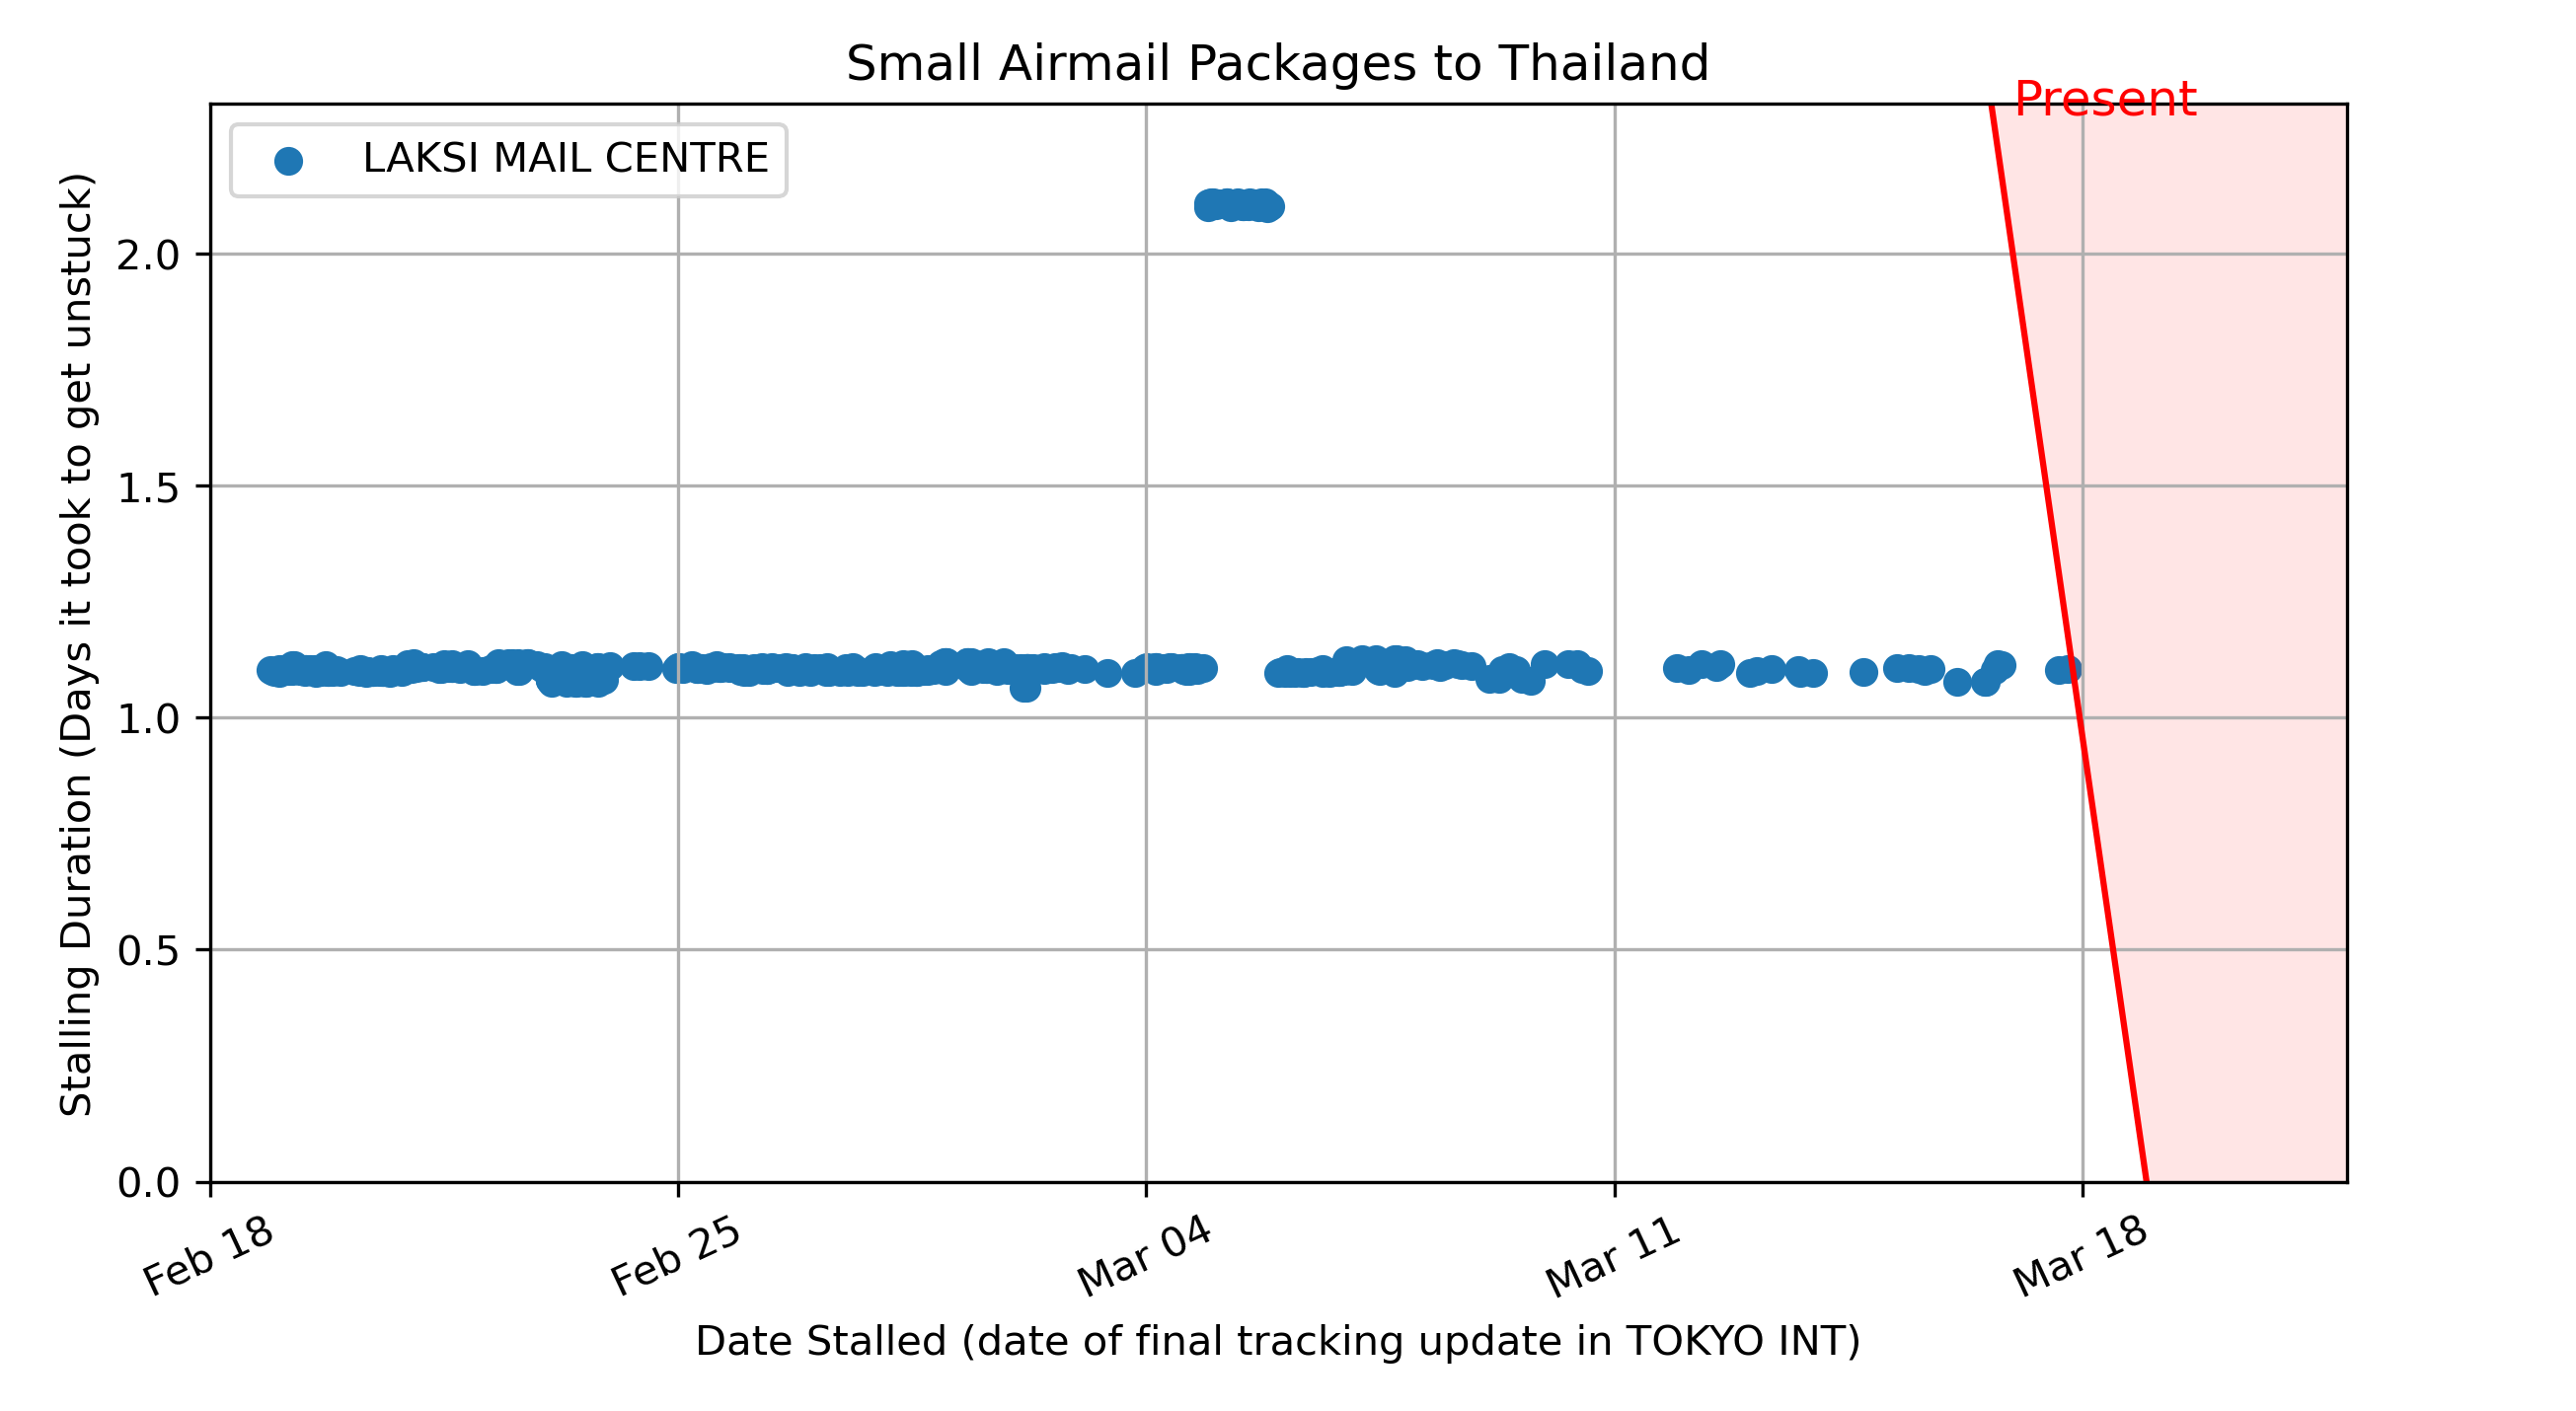 Small Airmail Packages to Thailand
Present
LAKSI MAIL CENTRE
Stalling Duration (Days it took to get unstuck)
2.0
1.5
1.0
0.5
0.0
Feb 18
Feb 25
Mar 04
Mar 11
Mar 18
Date Stalled (date of final tracking update in TOKYO INT)